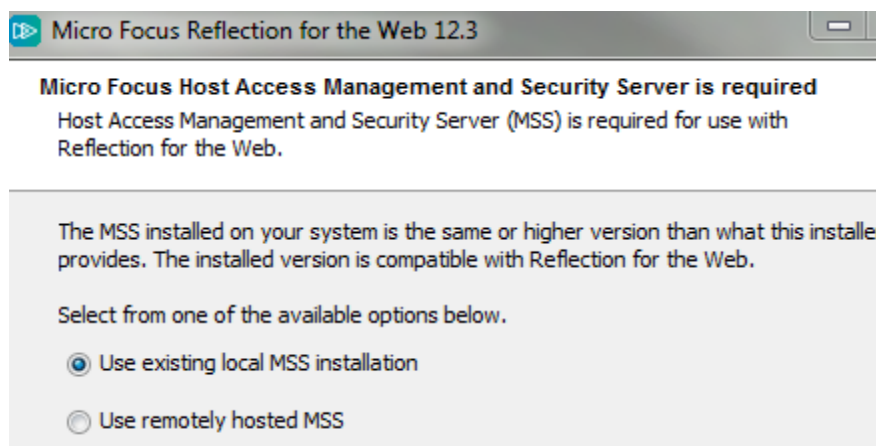 Micro Focus Reflection for the Web 12.3
Micro Focus Host Access Management and Security Server is required
Host Access Management and Security Server (MSS) is required for use with
Reflection for the Web.
The MSS installed on your system is the same or higher version than what this installe
provides. The installed version is compatible with Reflection for the Web.
Select from one of the available options below.
Use existing local MSS installation
Use remotely hosted MSS